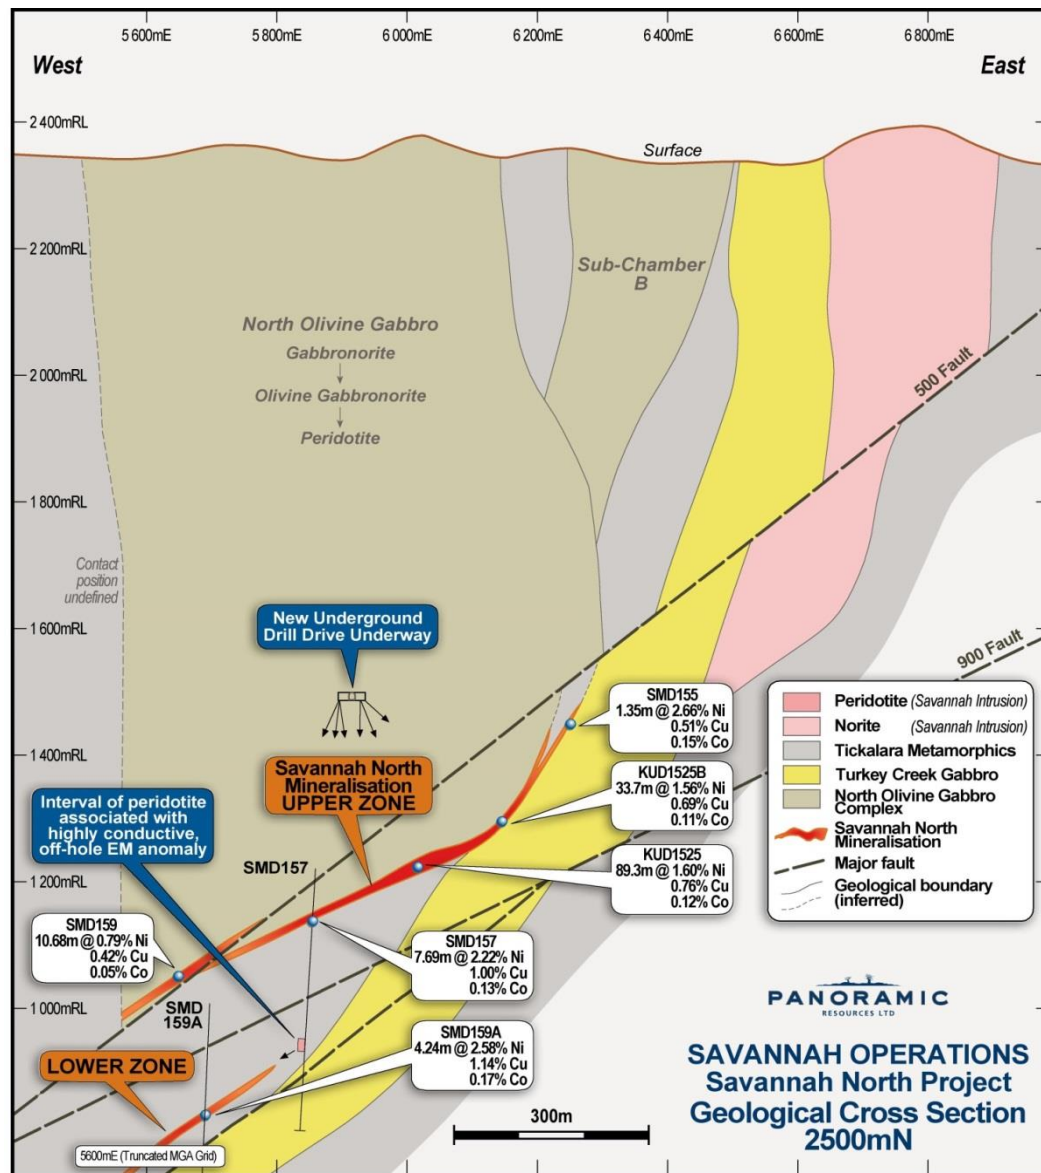 5 600mE
5 800mE
6 000mE
6 200mE
6 400mE
6 600mE
6 800mE
West
East
2 400mRL
Surface
2 200mRL
Sub-Chamber
B
North Olivine Gabbro
Gabbronorite
Olivine Gabbronorite
Peridotite
2 000mRL
500 Fault
1 800mRL
Contact
position
undefined
New Underground
Drill Drive Underway
1 600mRL
900 Fault
SMD155
1.35m @ 2.66% Ni
0.51% Cu
0.15% Co
Peridotite (Savannah Intrusion)
Norite (Savannah Intrusion)
Tickalara Metamorphics
Turkey Creek Gabbro
North Olivine Gabbro
Complex
Savannah North
Mineralisation
Major fault
Geological boundary
(inferred)
1 400mRL
Savannah North
Mineralisation
UPPER ZONE
KUD1525B
33.7m @ 1.56% Ni
0.69% Cu
0.11% Co
Interval of peridotite
associated with
highly conductive,
off-hole EM anomaly
SMD157
KUD1525
89.3m @ 1.60% Ni
0.76% Cu
0.12% Co
1 200mRL
SMD159
10.68m @ 0.79% Ni
0.42% Cu
0.05% Co
SMD157
7.69m @ 2.22% Ni
1.00% Cu
0.13% Co
1 000mRL
SMD
159A
SMD159A
4.24m @ 2.58% Ni
1.14% Cu
0.17% Co
LOWER ZONE
PANORAMIC
RESOURCES LTD
SAVANNAH OPERATIONS
Savannah North Project
Geological Cross Section
2500mN
300m
5600mE (Truncated MGA Grid)